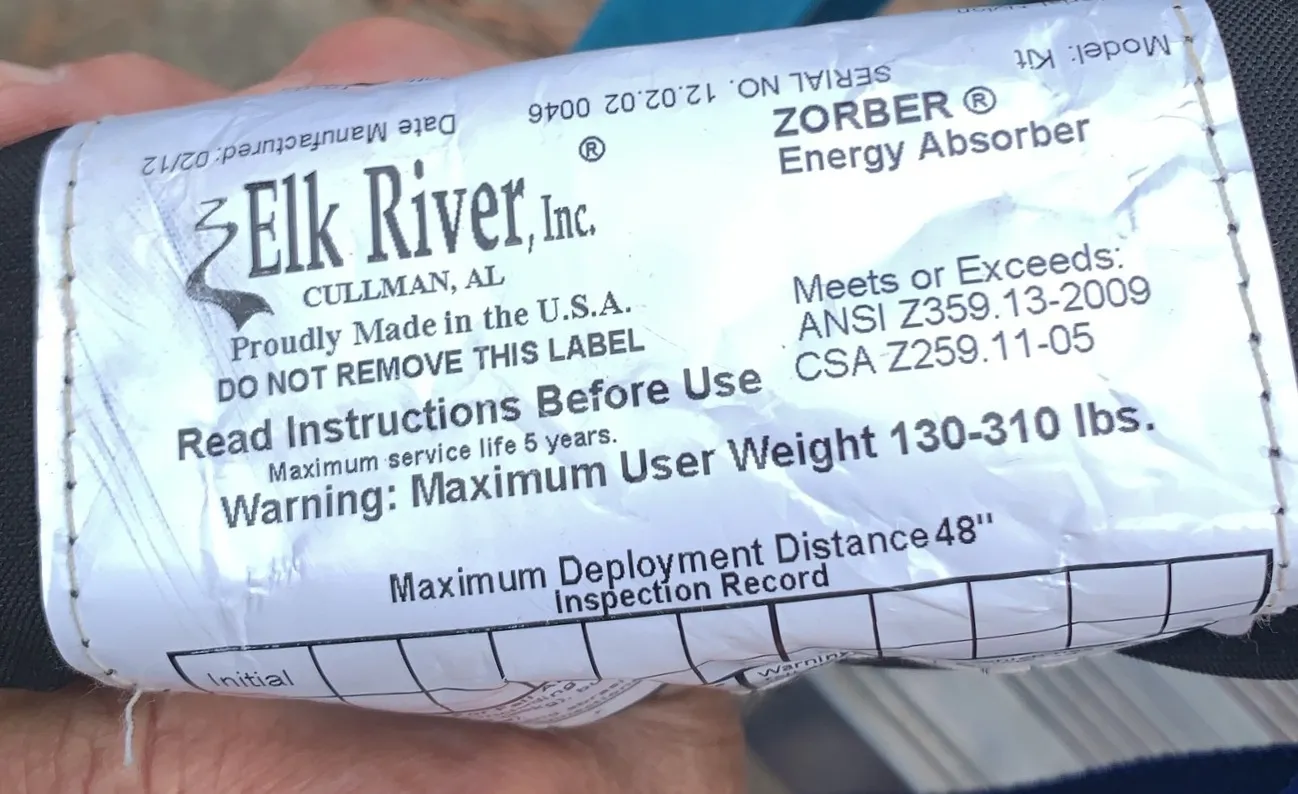 Model: Kit
SERIAL NO. 12.02.02 0046
Date Manufactured: 02/12
ZORBER ®
Energy Absorber
®
Elk River, Inc.
CULLMAN, AL
Proudly Made in the U.S.A.
DO NOT REMOVE THIS LABEL
Meets or Exceeds:
ANSI Z359.13-2009
CSA Z259.11-05
Read Instructions Before Use
Maximum service life 5 years.
Warning: Maximum User Weight 130-310 lbs.
Maximum Deployment Distance 48"
Inspection Record
Initial
Warning